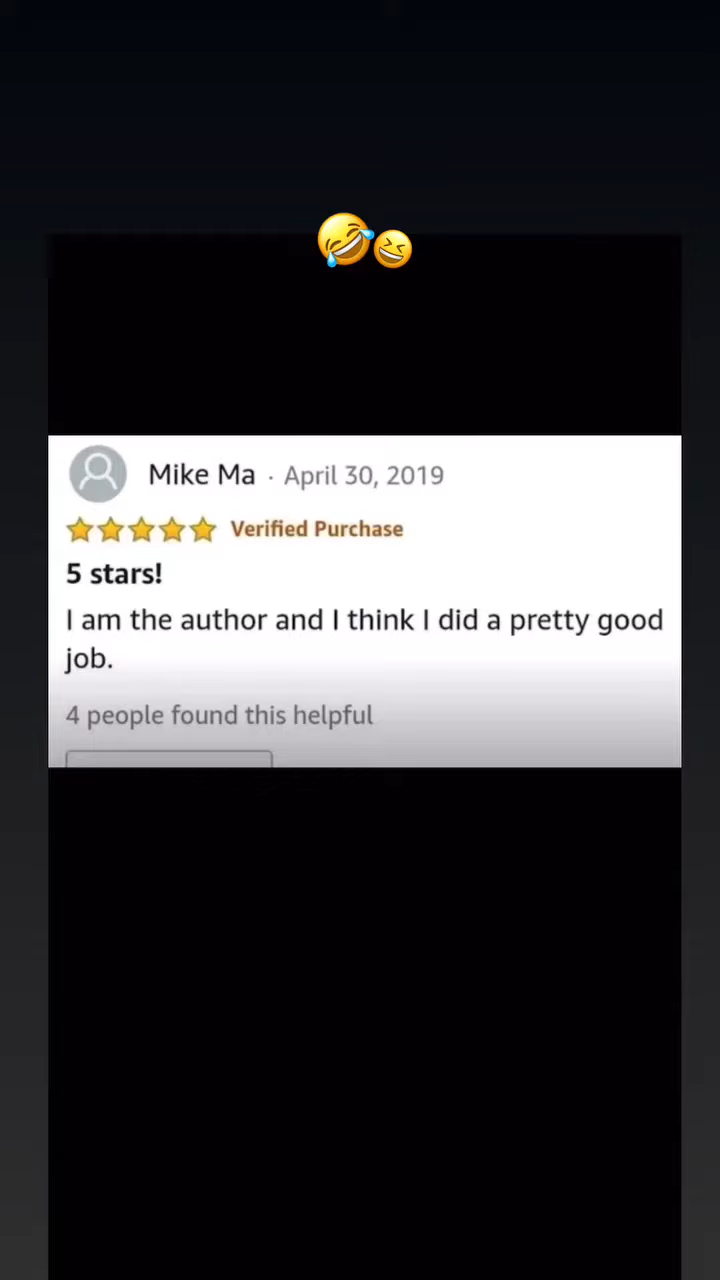 🤣😆
Mike Ma · April 30, 2019
Verified Purchase
5 stars!
I am the author and I think I did a pretty good
job.
4 people found this helpful